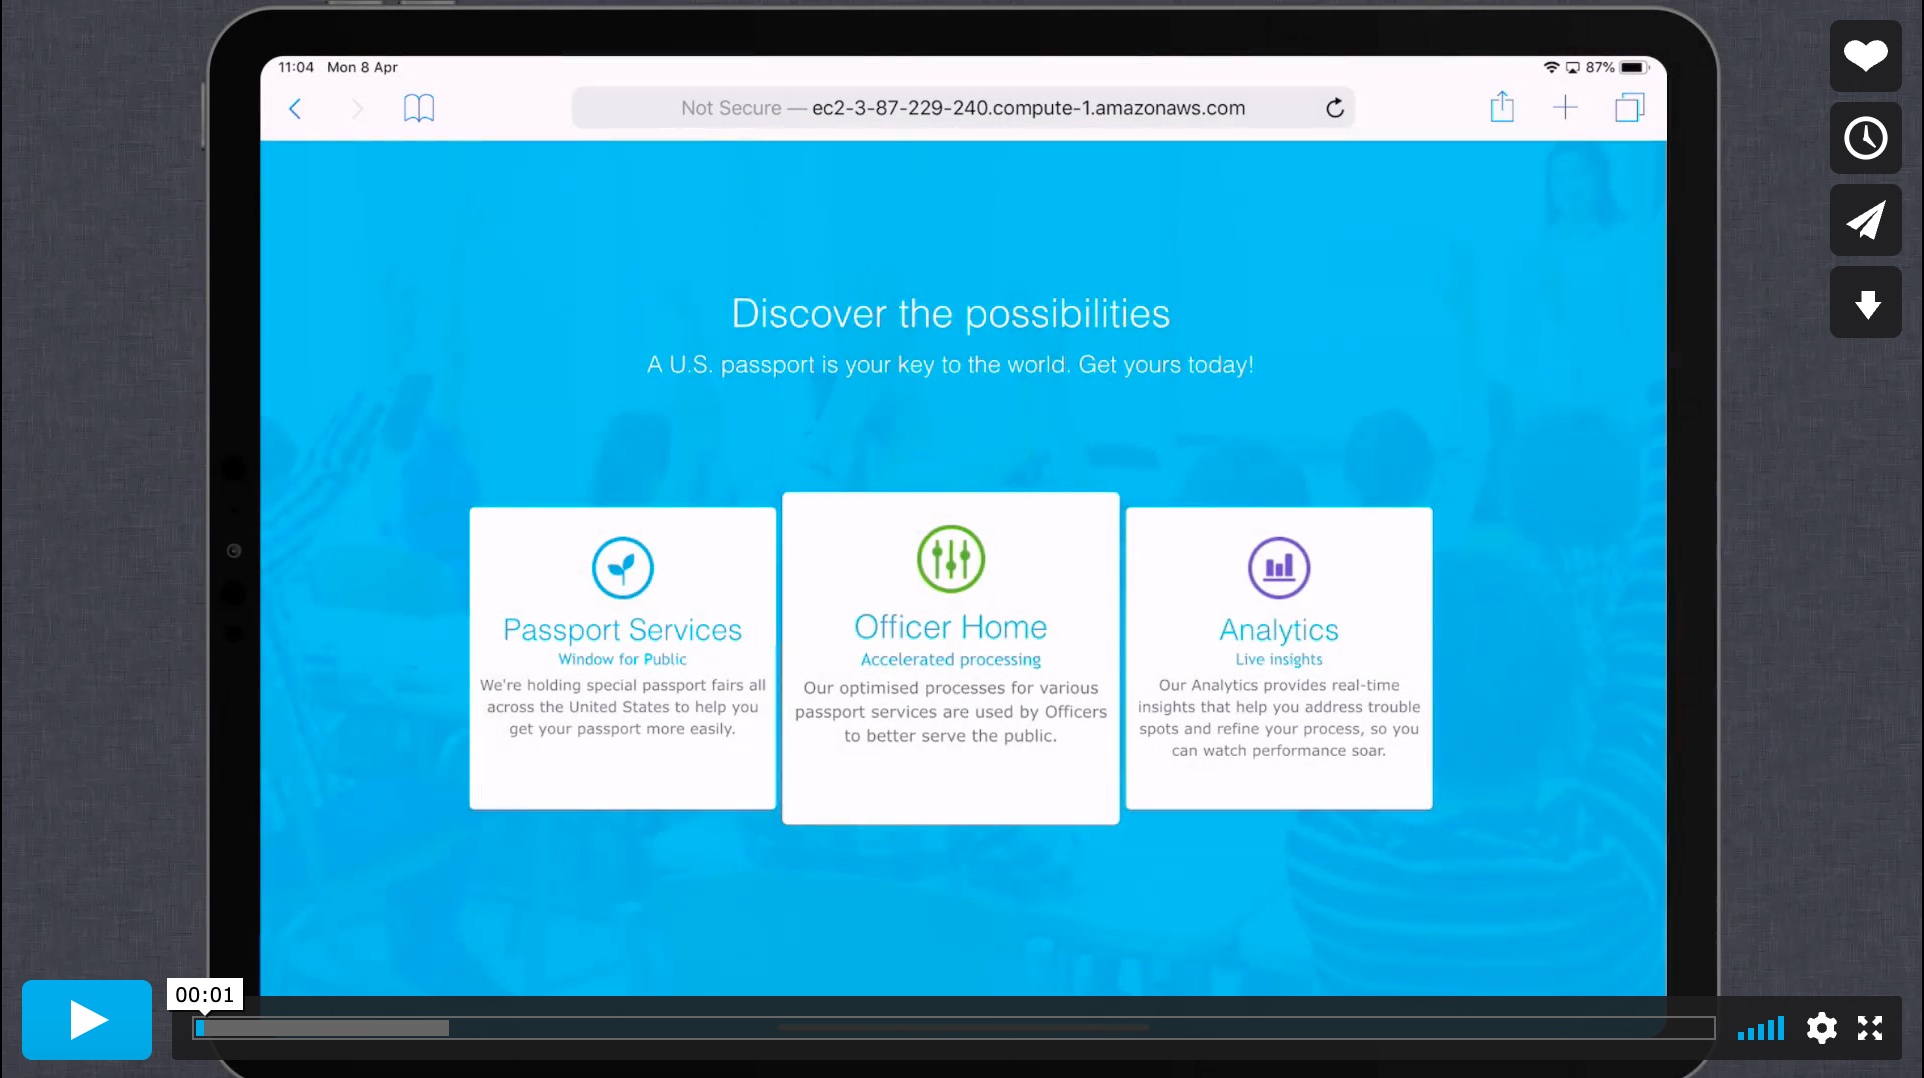 11:04 Mon 8 Apr
87%
Not Secure — ec2-3-87-229-240.compute-1.amazonaws.com
Discover the possibilities
A U.S. passport is your key to the world. Get yours today!
Passport Services
Window for Public
We're holding special passport fairs all
across the United States to help you
get your passport more easily.
Officer Home
Accelerated processing
Our optimised processes for various
passport services are used by Officers
to better serve the public.
Analytics
Live insights
Our Analytics provides real-time
insights that help you address trouble
spots and refine your process, so you
can watch performance soar.
00:01